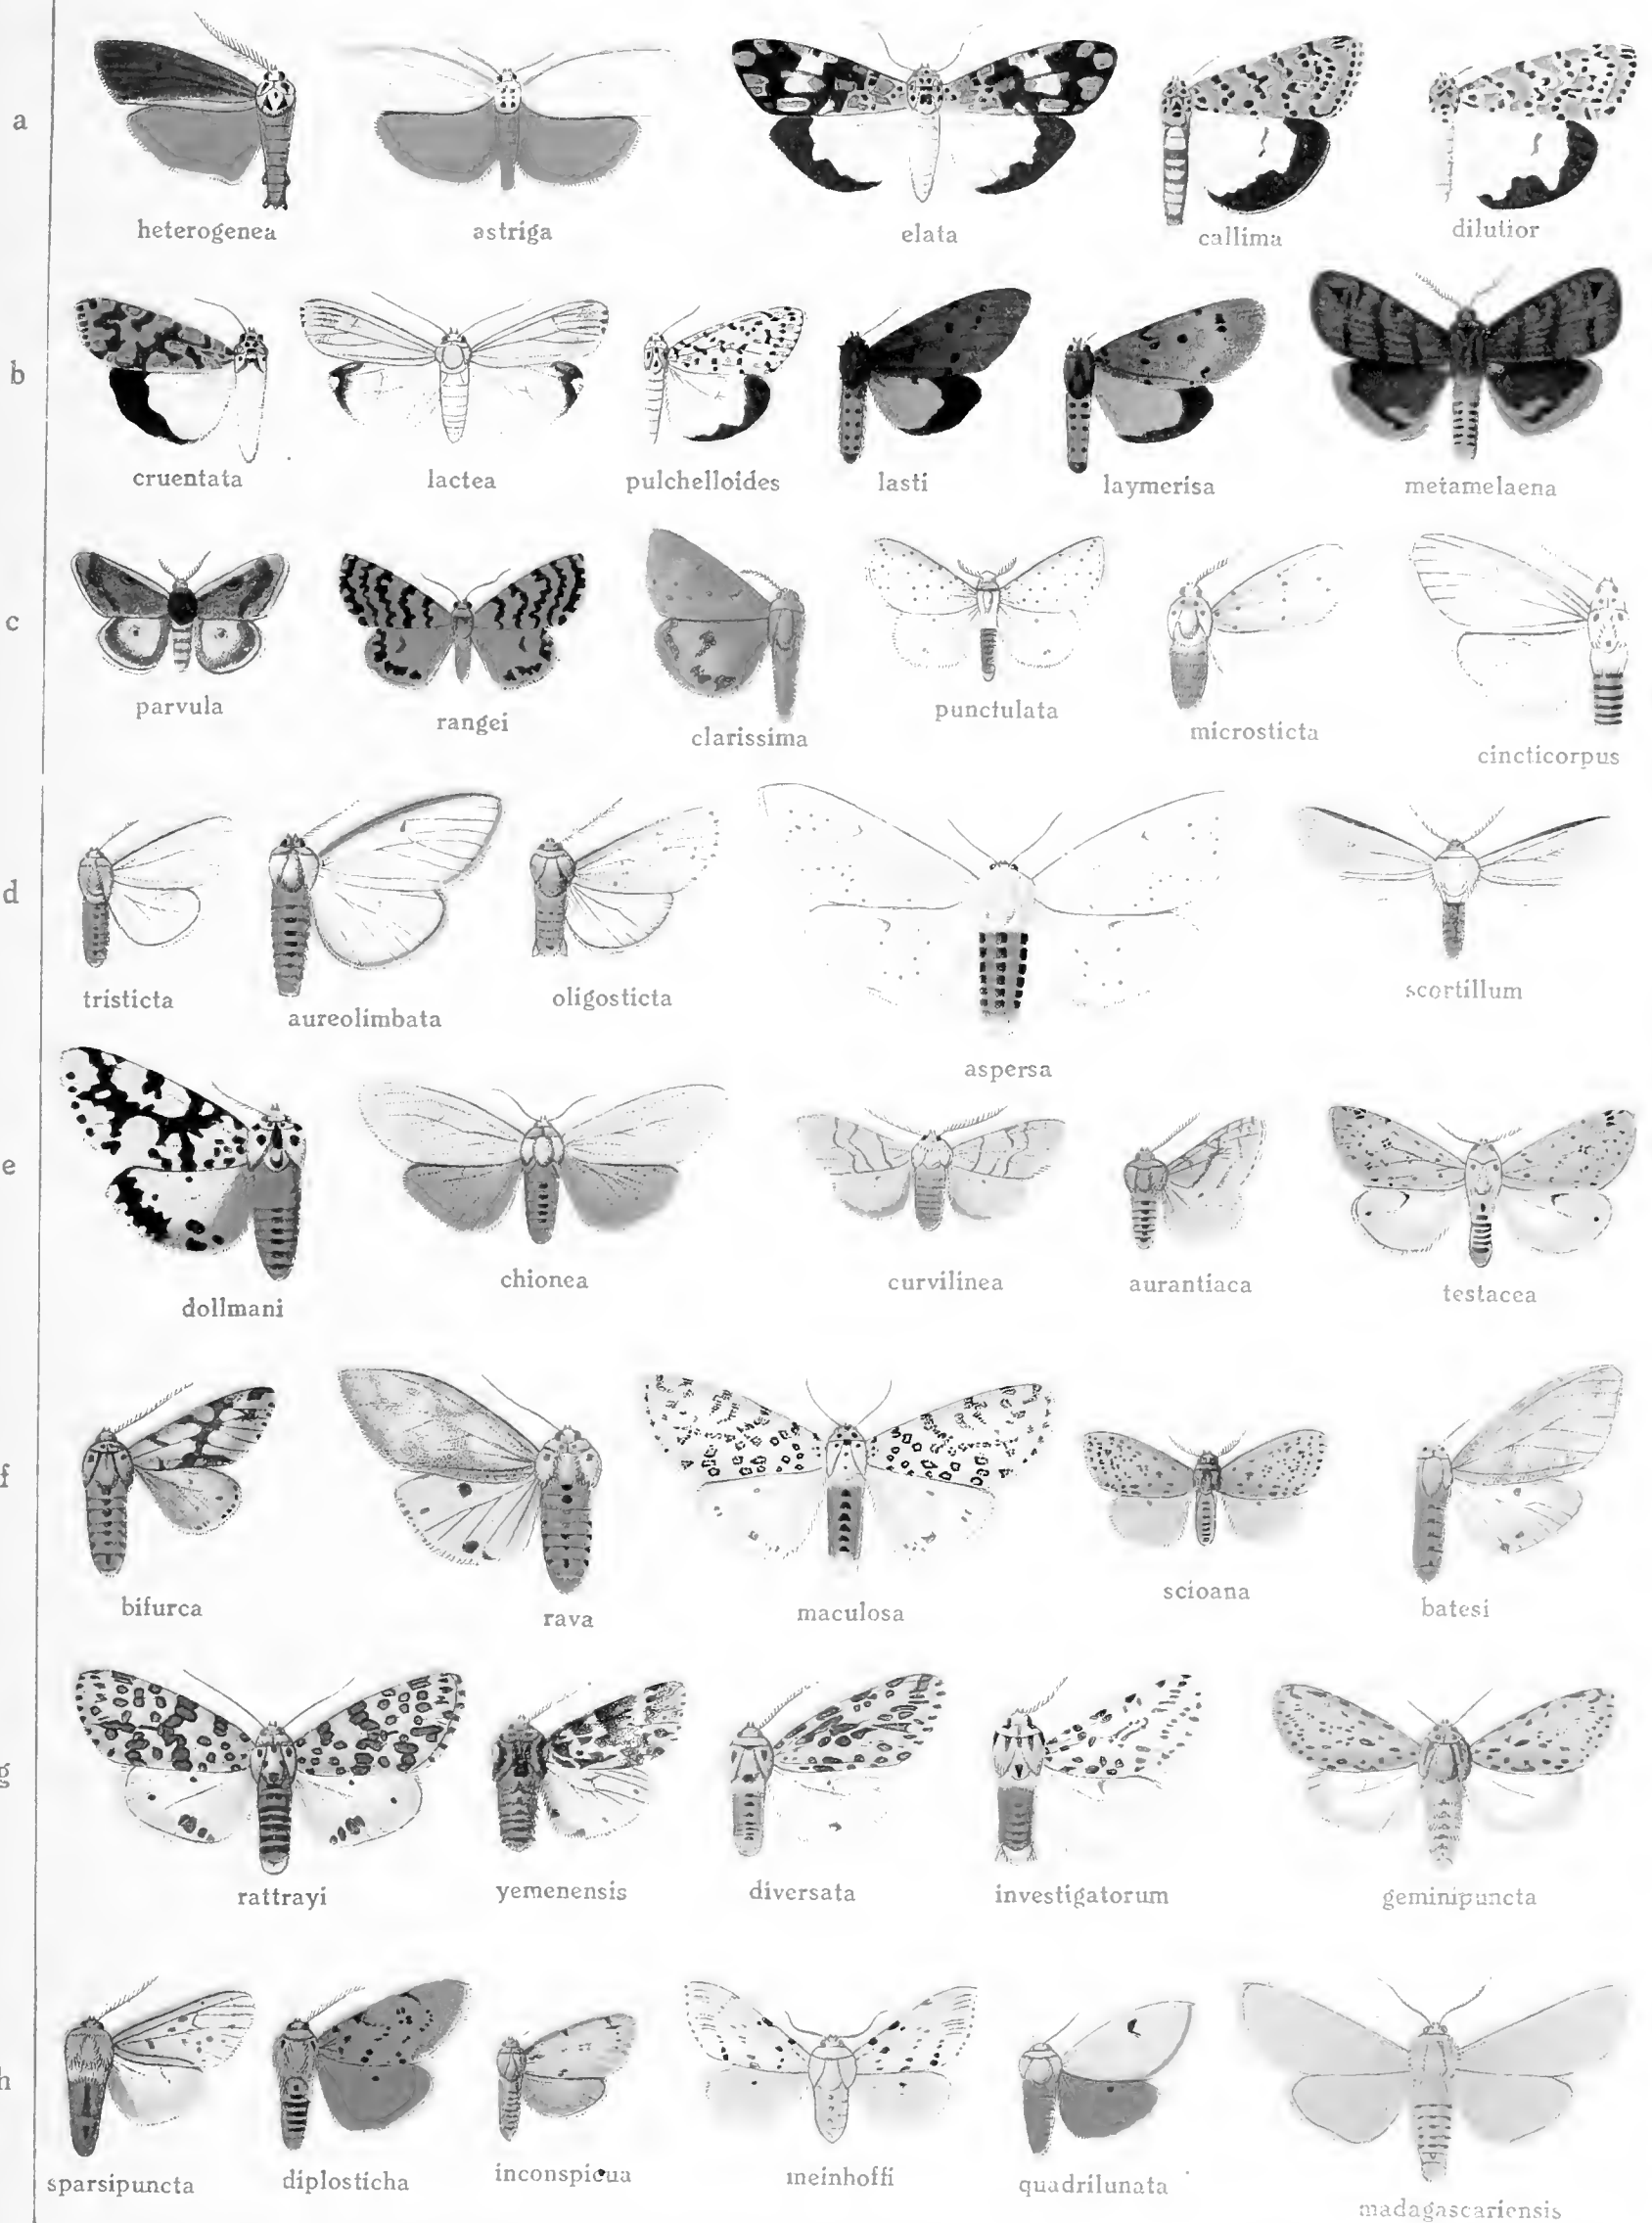 a
heterogenea astriga elata callima dilutior
b
cruentata lactea pulchelloides lasti laymerisa metamelaena
c
parvula rangei clarissima punctulata microsticta cincticorpus
d
tristicta aureolimbata oligosticta aspersa scortillum
e
dollmani chionea curvilinea aurantiaca testacea
f
bifurca rava maculosa scioana batesi
g
rattrayi yemenensis diversata investigatorum geminipuncta
h
sparsipuncta diplosticha inconspicua meinhoffi quadrilunata madagascariensis